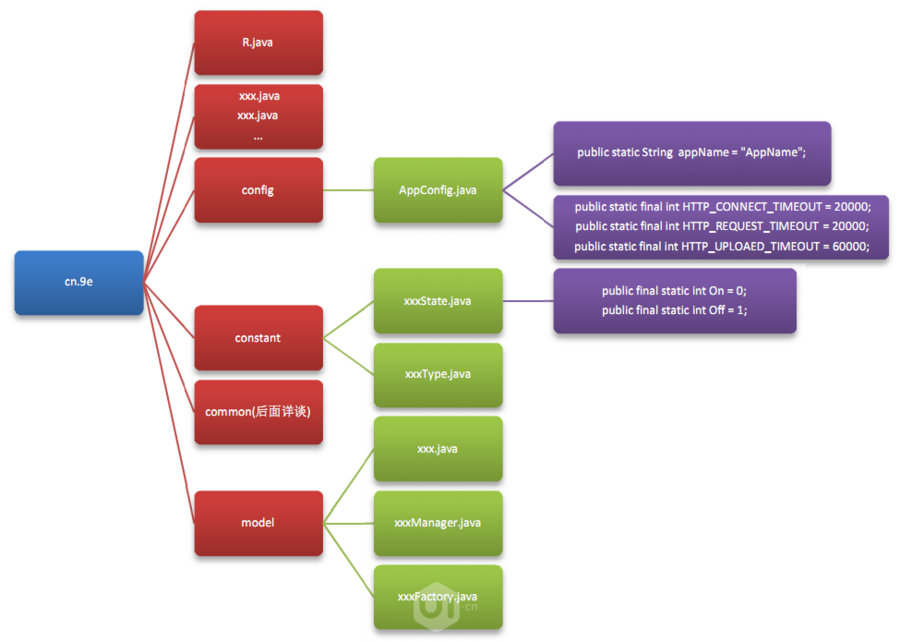 cn.9e
R.java
xxx.java
xxx.java
...
config
AppConfig.java
public static String appName = "AppName";
public static final int HTTP_CONNECT_TIMEOUT = 20000;
public static final int HTTP_REQUEST_TIMEOUT = 20000;
public static final int HTTP_UPLOAED_TIMEOUT = 60000;
constant
xxxState.java
public final static int On = 0;
public final static int Off = 1;
xxxType.java
common(后面详谈)
model
xxx.java
xxxManager.java
xxxFactory.java
UI.cn